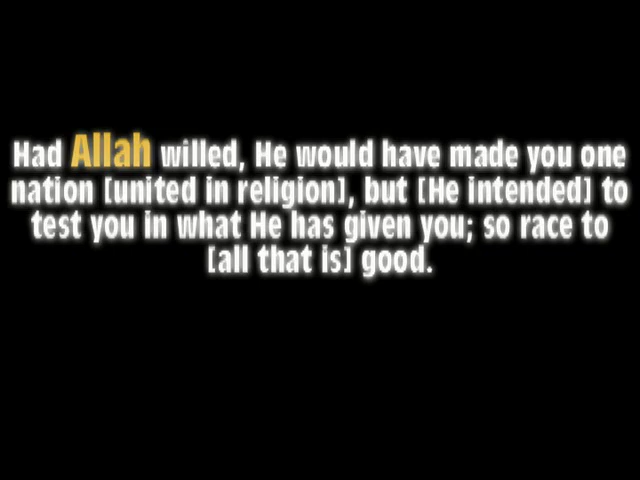 Had Allah willed, He would have made you one
nation [united in religion], but [He intended] to
test you in what He has given you; so race to
[all that is] good.